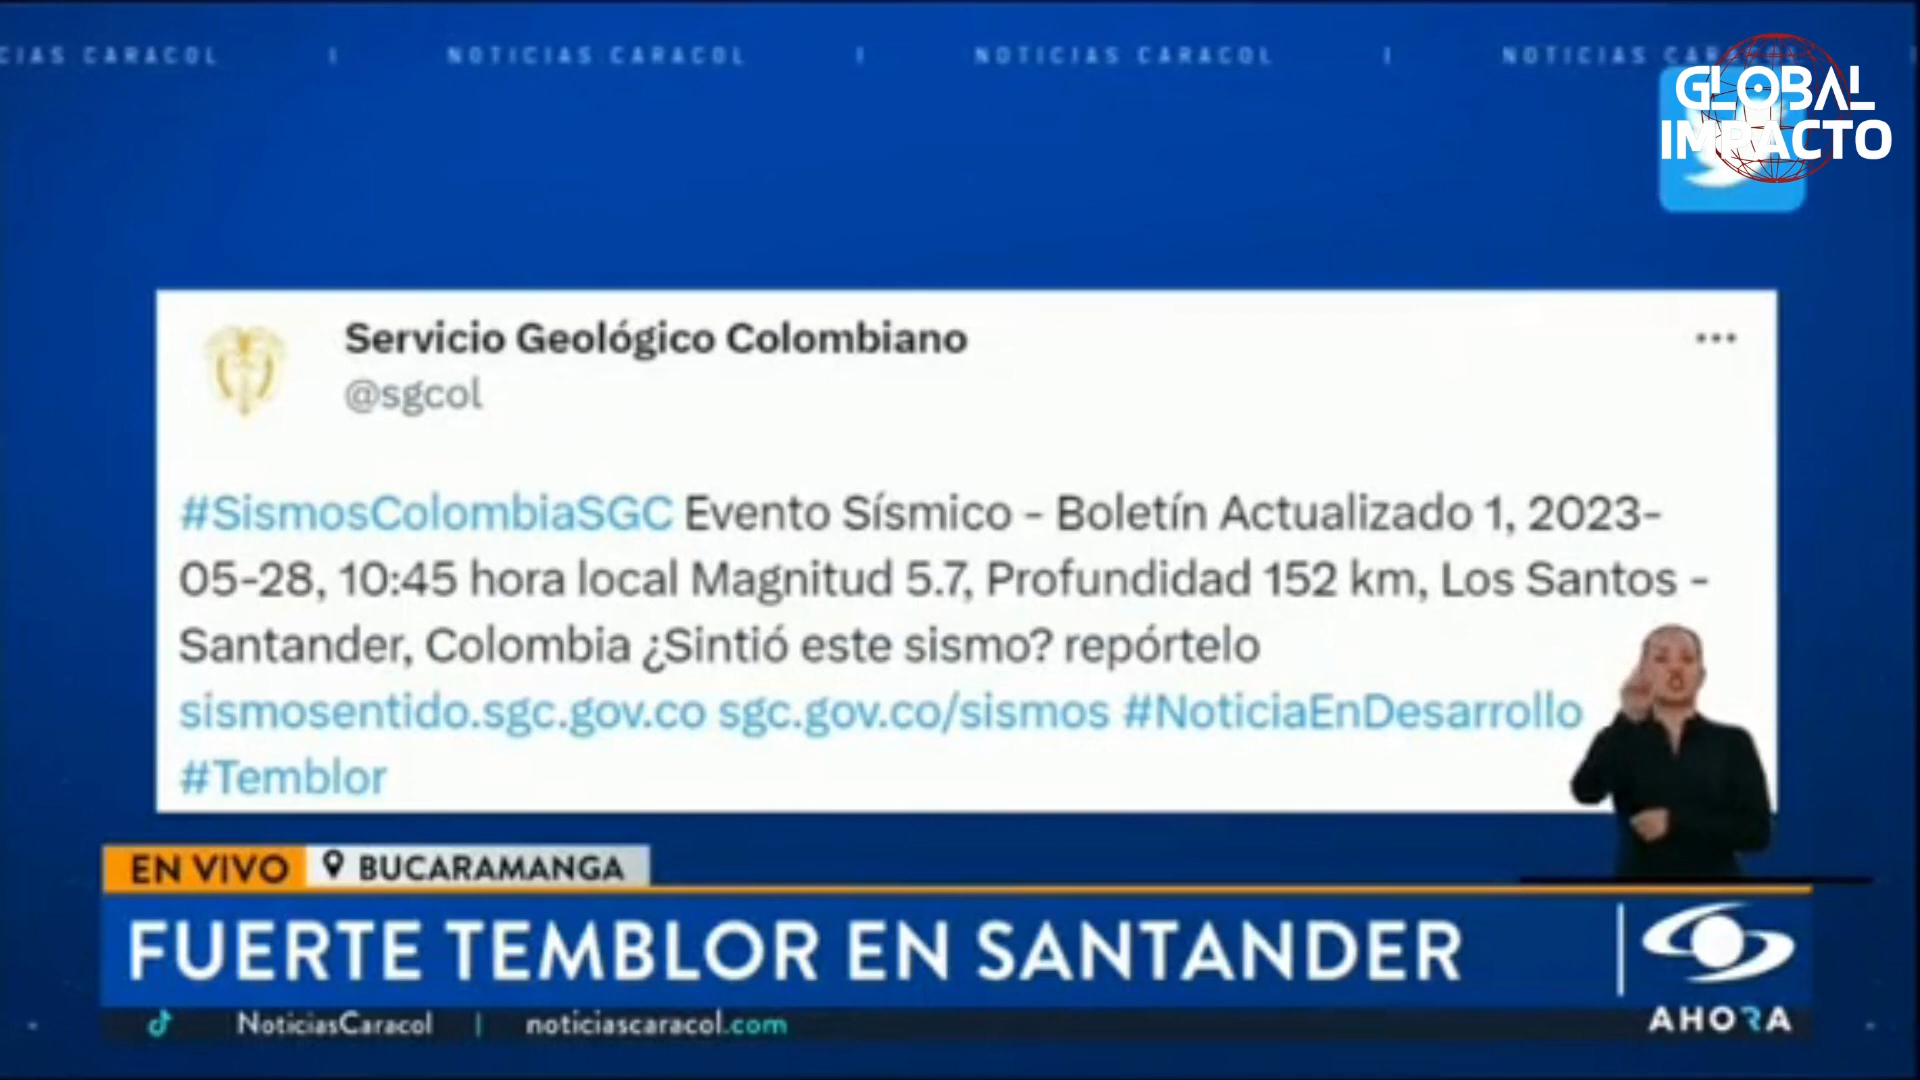 CIAS CARACOL | NOTICIAS CARACOL | NOTICIAS CARACOL | NOTICIAS
GLOBAL
IMPACTO
Servicio Geológico Colombiano
@sgcol
#SismosColombiaSGC Evento Sísmico - Boletín Actualizado 1, 2023-
05-28, 10:45 hora local Magnitud 5.7, Profundidad 152 km, Los Santos -
Santander, Colombia ¿Sintió este sismo? repórtelo
sismosentido.sgc.gov.co sgc.gov.co/sismos #NoticiaEnDesarrollo
#Temblor
EN VIVO BUCARAMANGA
FUERTE TEMBLOR EN SANTANDER
AHORA
NoticiasCaracol | noticiascaracol.com